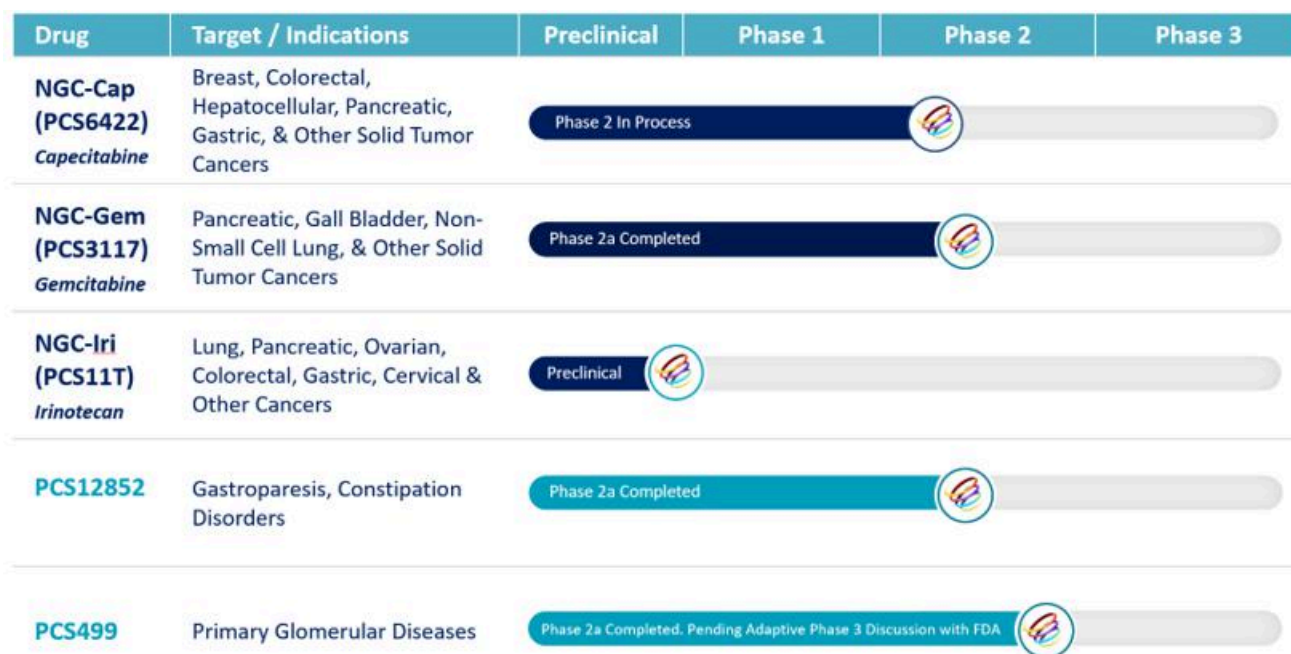 Drug Target / Indications Preclinical Phase 1 Phase 2 Phase 3
NGC-Cap
(PCS6422)
Capecitabine
Breast, Colorectal,
Hepatocellular, Pancreatic,
Gastric, & Other Solid Tumor
Cancers
Phase 2 In Process
NGC-Gem
(PCS3117)
Gemcitabine
Pancreatic, Gall Bladder, Non-
Small Cell Lung, & Other Solid
Tumor Cancers
Phase 2a Completed
NGC-Iri
(PCS11T)
Irinotecan
Lung, Pancreatic, Ovarian,
Colorectal, Gastric, Cervical &
Other Cancers
Preclinical
PCS12852
Gastroparesis, Constipation
Disorders
Phase 2a Completed
PCS499
Primary Glomerular Diseases
Phase 2a Completed. Pending Adaptive Phase 3 Discussion with FDA